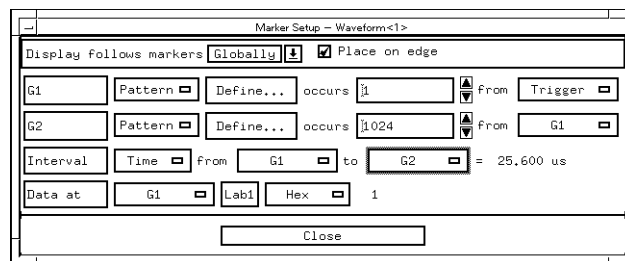 Marker Setup - Waveform<1>
Display follows markers Globally Place on edge
G1 Pattern Define... occurs 1 from Trigger
G2 Pattern Define... occurs 1024 from G1
Interval Time from G1 to G2 = 25.600 us
Data at G1 Lab1 Hex 1
Close